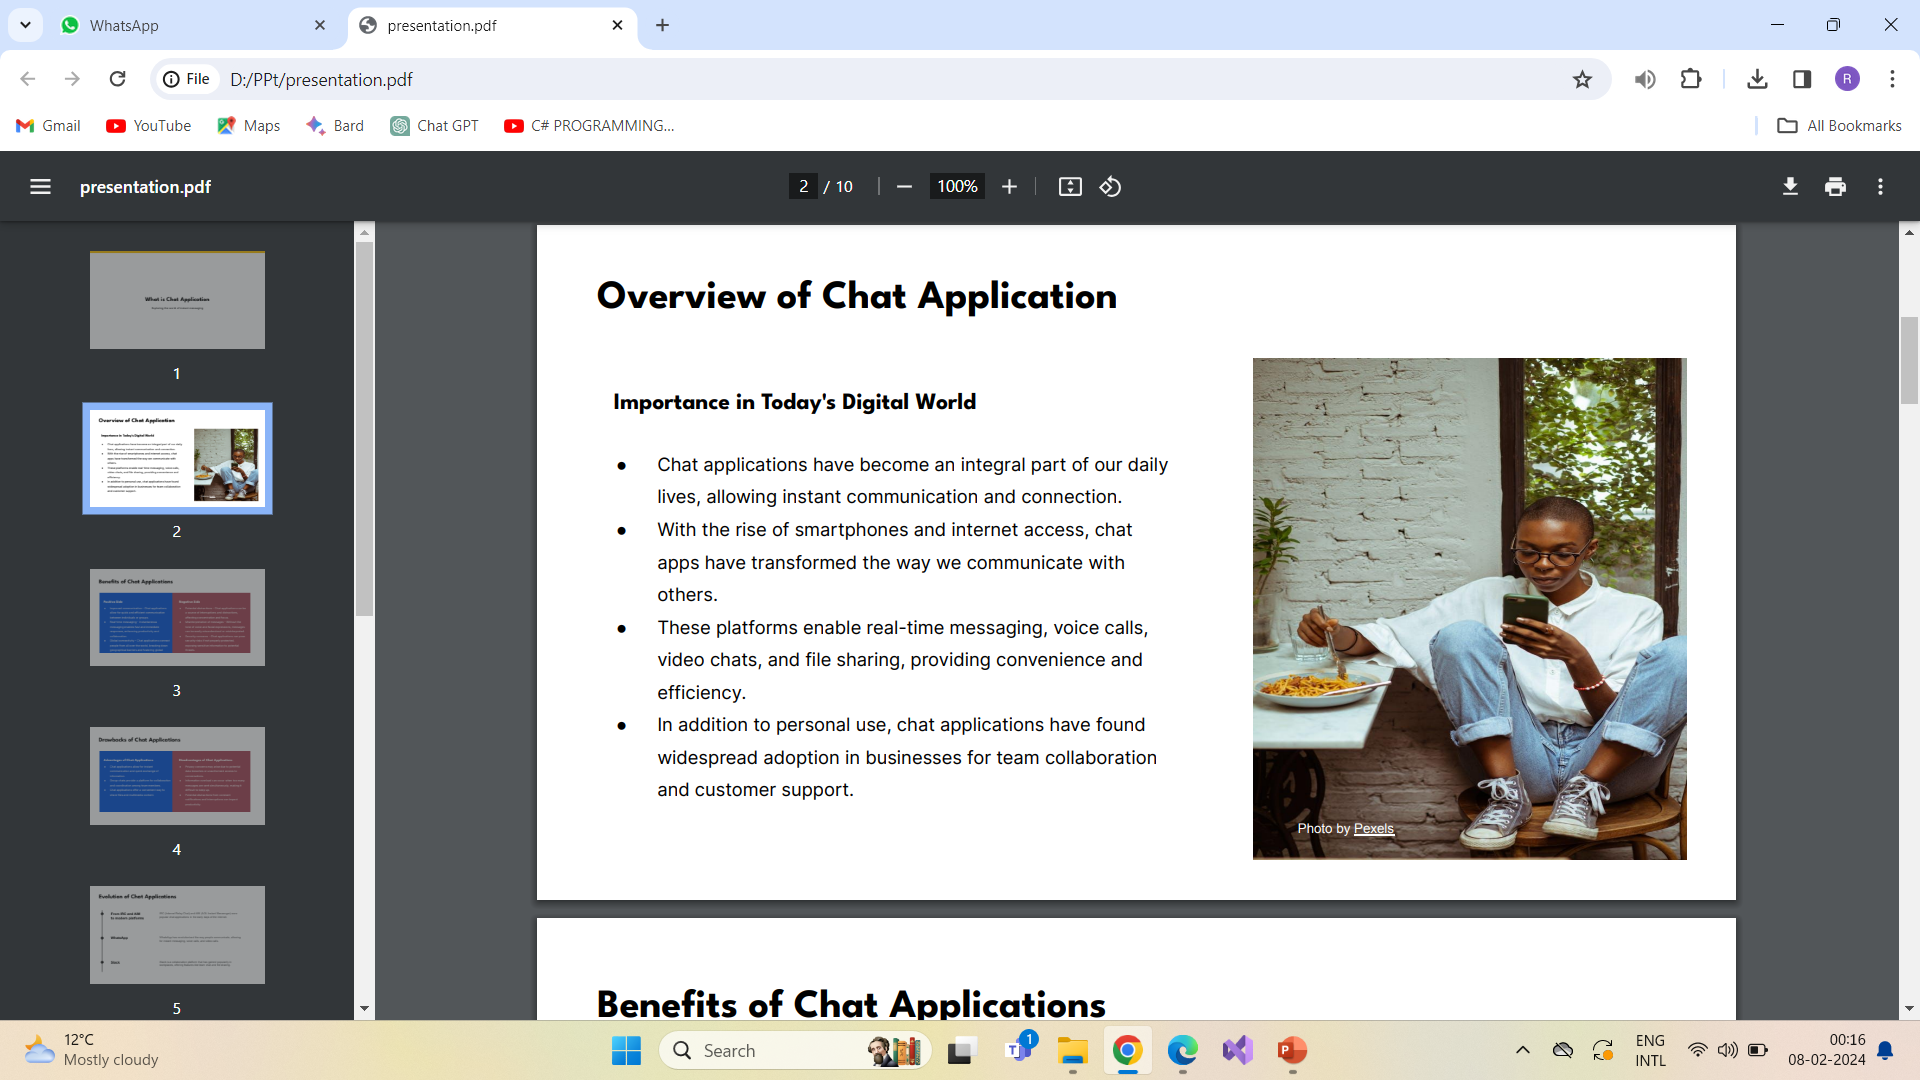 WhatsApp
presentation.pdf
File
D:/PPt/presentation.pdf
R
Gmail
YouTube
Maps
Bard
Chat GPT
C# PROGRAMMING...
All Bookmarks
presentation.pdf
2 / 10
100%
What is Chat Application
1
Overview of Chat Application
Importance in Today's Digital World
2
Benefits of Chat Applications
3
Drawbacks of Chat Applications
4
Evolution of Chat Applications
WhatsApp
5
Overview of Chat Application
Importance in Today's Digital World
● Chat applications have become an integral part of our daily
lives, allowing instant communication and connection.
● With the rise of smartphones and internet access, chat
apps have transformed the way we communicate with
others.
● These platforms enable real-time messaging, voice calls,
video chats, and file sharing, providing convenience and
efficiency.
● In addition to personal use, chat applications have found
widespread adoption in businesses for team collaboration
and customer support.
Photo by Pexels
Benefits of Chat Applications
12°C
Mostly cloudy
Search
1
ENG
INTL
00:16
08-02-2024